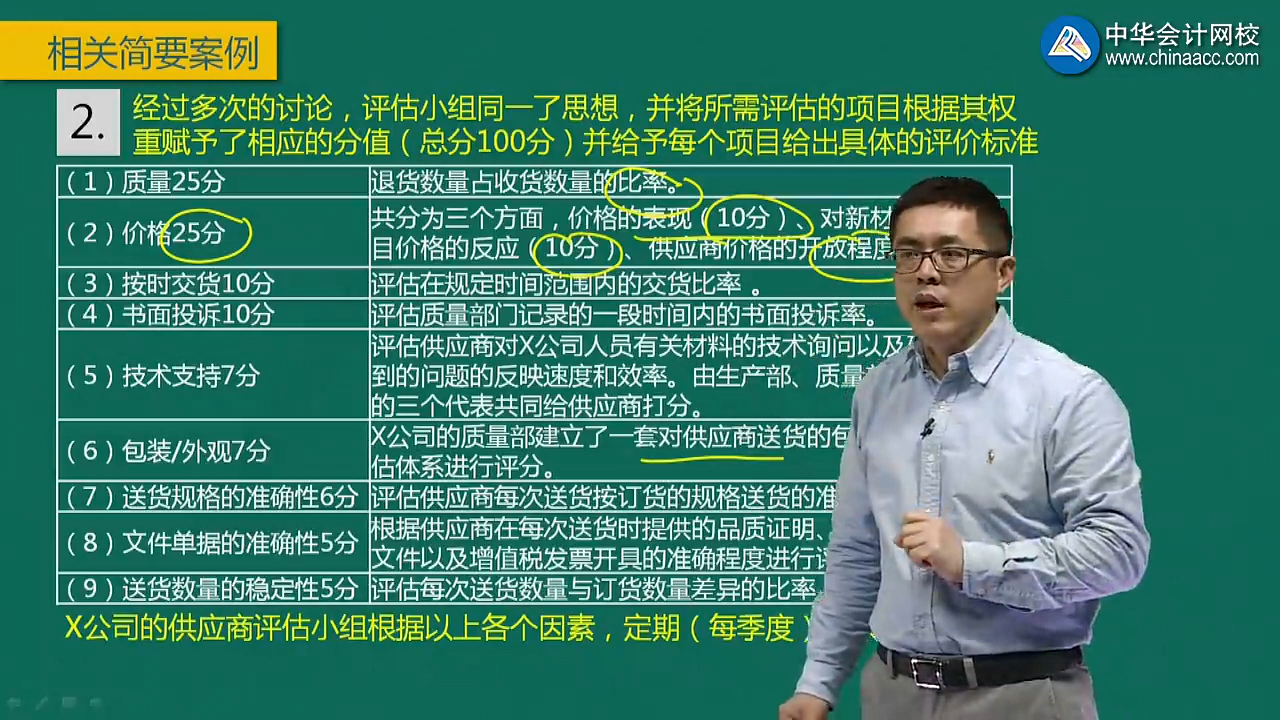 相关简要案例
中华会计网校
www.chinaacc.com
2.
经过多次的讨论，评估小组同一了思想，并将所需评估的项目根据其权
重赋予了相应的分值（总分100分）并给予每个项目给出具体的评价标准
（1）质量25分
退货数量占收货数量的比率。
（2）价格25分
共分为三个方面，价格的表现（10分）、对新材
目价格的反应（10分）、供应商价格的开放程度
（3）按时交货10分
评估在规定时间范围内的交货比率 。
（4）书面投诉10分
评估质量部门记录的一段时间内的书面投诉率。
（5）技术支持7分
评估供应商对X公司人员有关材料的技术询问以及
到的问题的反映速度和效率。由生产部、质量
的三个代表共同给供应商打分。
（6）包装/外观7分
X公司的质量部建立了一套对供应商送货的包
估体系进行评分。
（7）送货规格的准确性6分
评估供应商每次送货按订货的规格送货的准
（8）文件单据的准确性5分
根据供应商在每次送货时提供的品质证明、
文件以及增值税发票开具的准确程度进行评
（9）送货数量的稳定性5分
评估每次送货数量与订货数量差异的比率
X公司的供应商评估小组根据以上各个因素，定期（每季度）